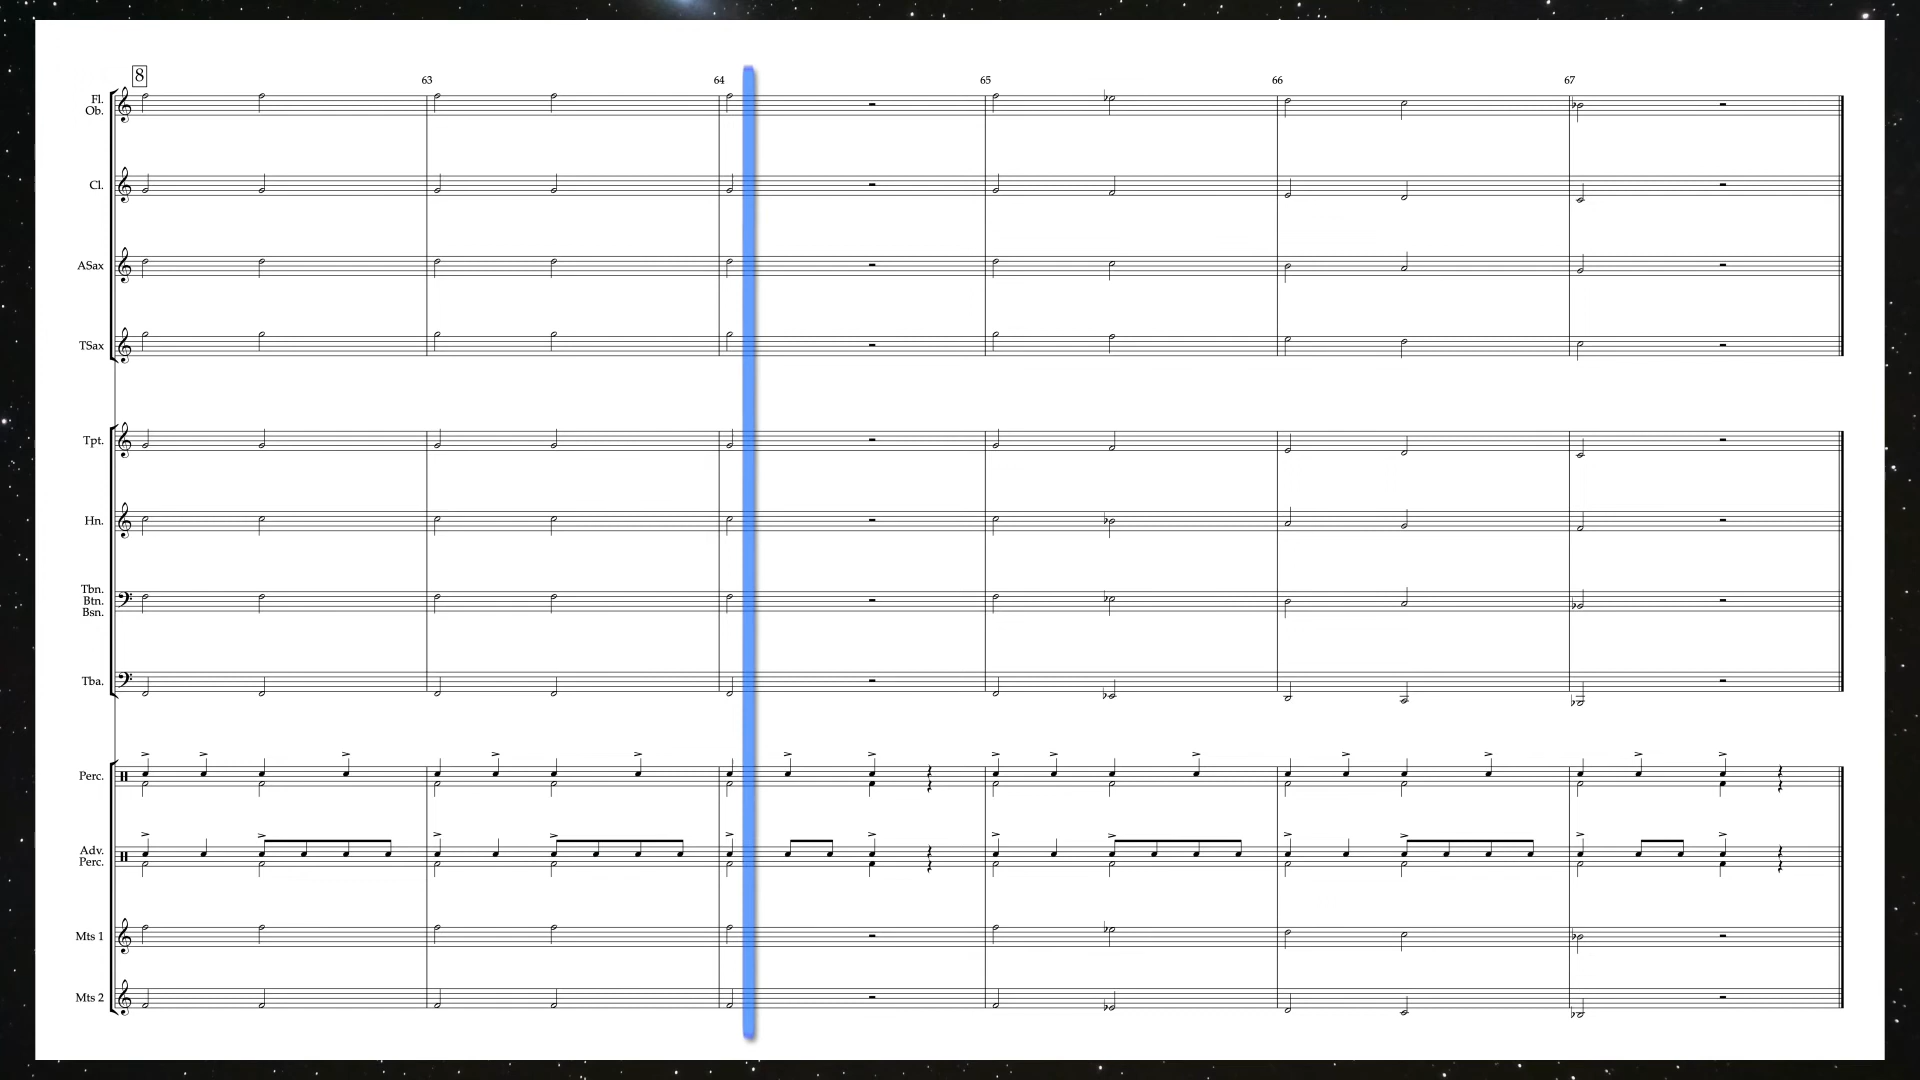 8 63 64 65 66 67
Fl.
Ob.
Cl.
ASax
TSax
Tpt.
Hn.
Tbn.
Btn.
Bsn.
Tba.
Perc.
Adv.
Perc.
Mts 1
Mts 2